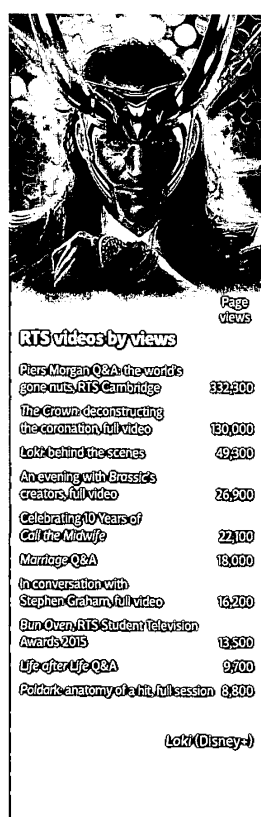 Page
views
RTS videos by views
Piers Morgan Q&A: the world's
gone nuts, RTS Cambridge 332,300
The Crown: deconstructing
the coronation, full video 130,000
Loki: behind the scenes 49,300
An evening with Brassic's
creators, full video 26,900
Celebrating 10 Years of
Call the Midwife 22,100
Marriage Q&A 18,000
In conversation with
Stephen Graham, full video 16,200
Bun Oven, RTS Student Television
Awards 2015 13,500
Life after Life Q&A 9,700
Poldark: anatomy of a hit, full session 8,800
Loki (Disney+)